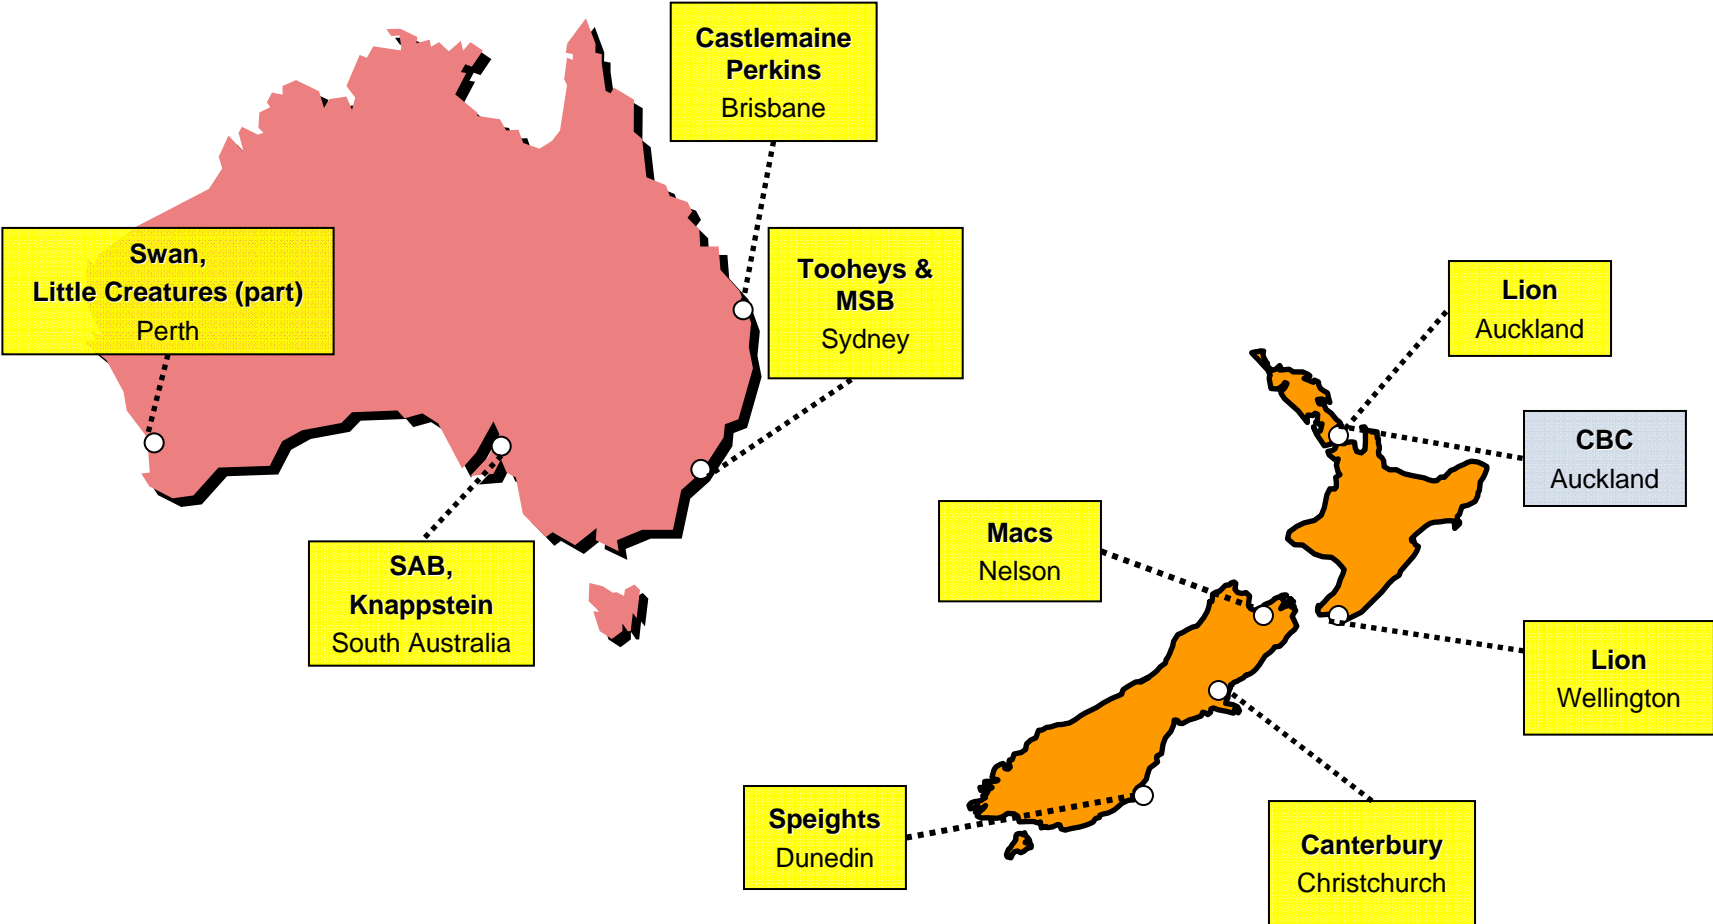 Castlemaine
Perkins
Brisbane
Swan,
Little Creatures (part)
Perth
Tooheys &
MSB
Sydney
SAB,
Knappstein
South Australia
Lion
Auckland
CBC
Auckland
Macs
Nelson
Lion
Wellington
Speights
Dunedin
Canterbury
Christchurch